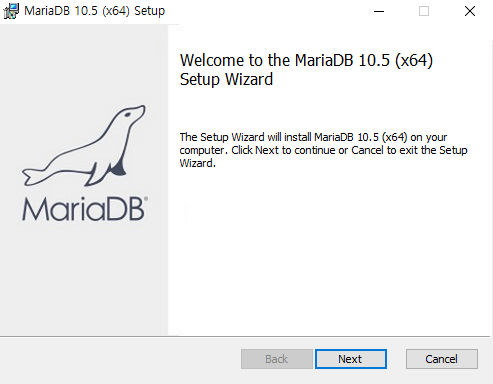 MariaDB 10.5 (x64) Setup
Welcome to the MariaDB 10.5 (x64)
Setup Wizard
The Setup Wizard will install MariaDB 10.5 (x64) on your
computer. Click Next to continue or Cancel to exit the Setup
Wizard.
MariaDB®
Back Next Cancel